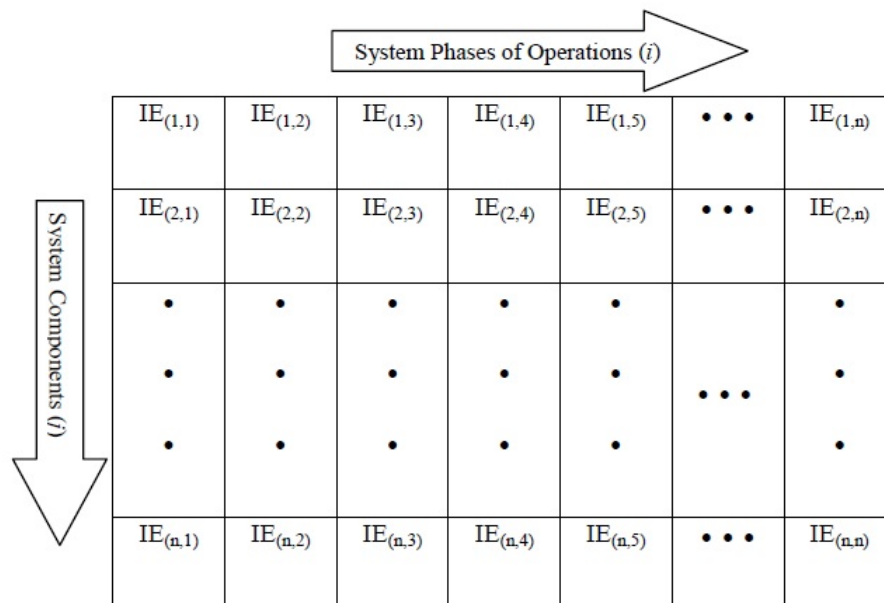 System Phases of Operations (i)
IE(1,1) IE(1,2) IE(1,3) IE(1,4) IE(1,5) • • • IE(1,n)
System Components (i)
IE(2,1) IE(2,2) IE(2,3) IE(2,4) IE(2,5) • • • IE(2,n)
• • • • • •
• • • • • •
• • •
• • • • • •
IE(n,1) IE(n,2) IE(n,3) IE(n,4) IE(n,5) • • • IE(n,n)